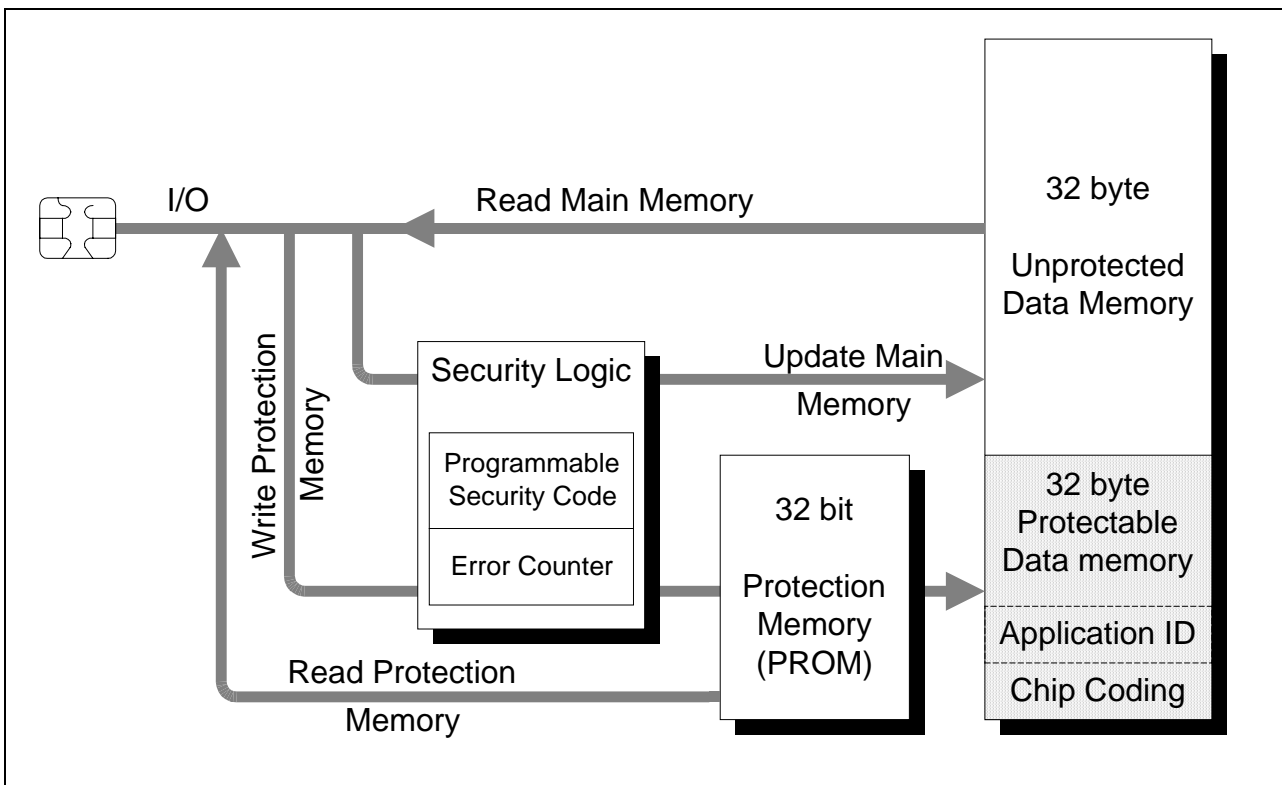 I/O
Read Main Memory
32 byte
Unprotected
Data Memory
Security Logic
Update Main
Memory
Write Protection
Memory
Programmable
Security Code
Error Counter
32 bit
Protection
Memory
(PROM)
32 byte
Protectable
Data memory
Application ID
Chip Coding
Read Protection
Memory